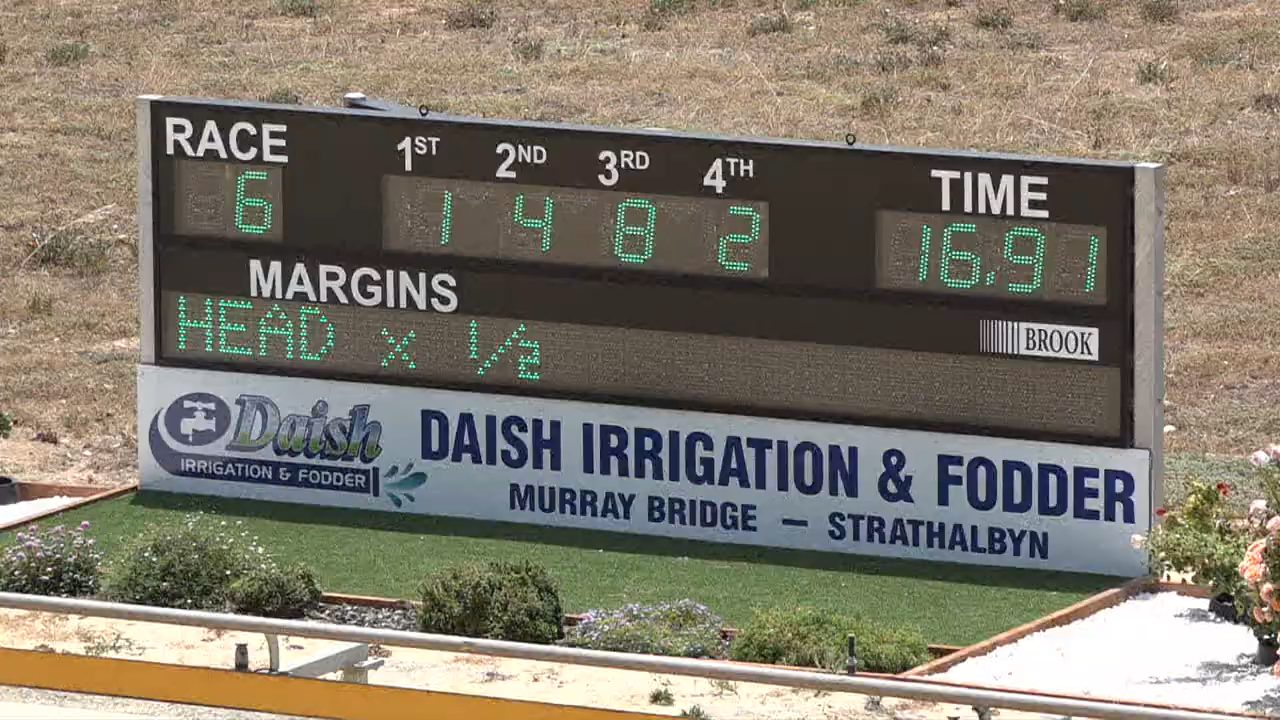 RACE 1ST 2ND 3RD 4TH TIME
6 1 4 8 2 16.91
MARGINS
HEAD x 1/2
BROOK
Daish
IRRIGATION & FODDER
DAISH IRRIGATION & FODDER
MURRAY BRIDGE – STRATHALBYN